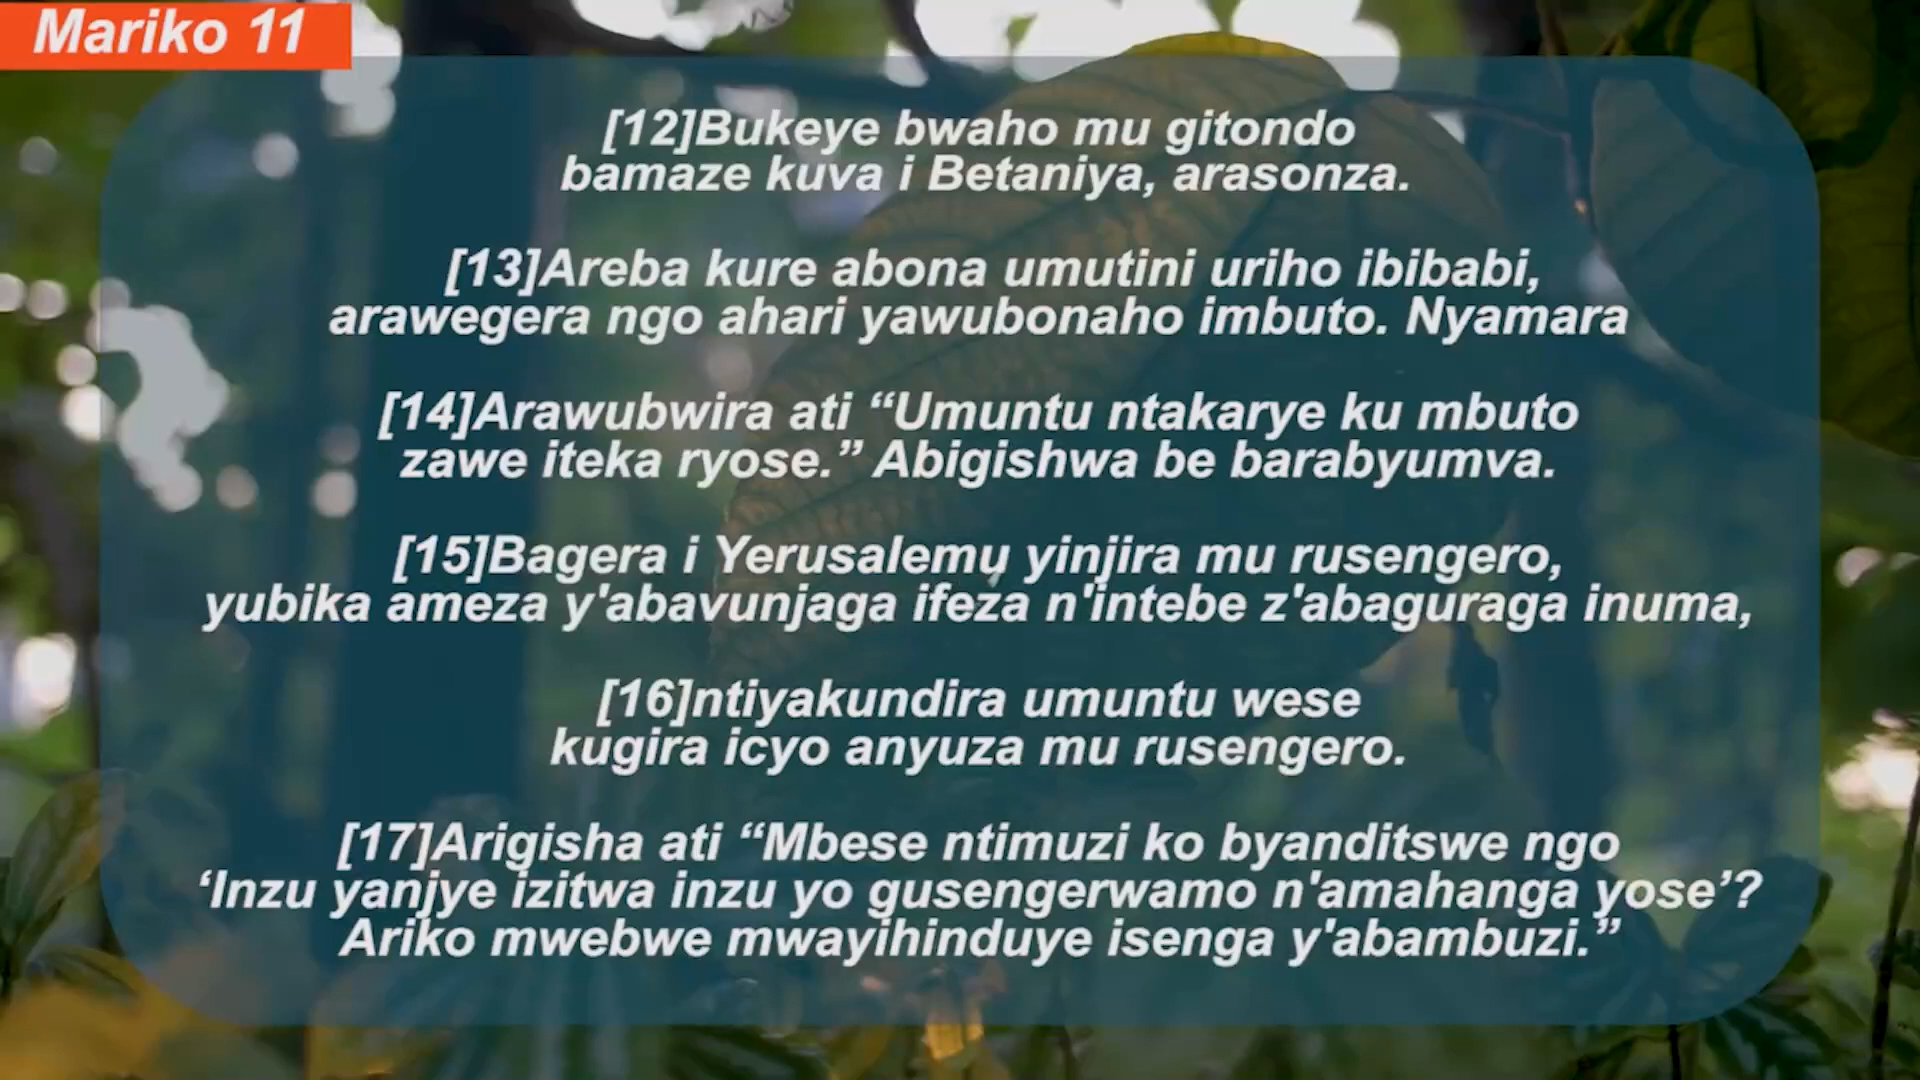 Mariko 11
[12]Bukeye bwaho mu gitondo
bamaze kuva i Betaniya, arasonza.
[13]Areba kure abona umutini uriho ibibabi,
arawegera ngo ahari yawubonaho imbuto. Nyamara
[14]Arawubwira ati “Umuntu ntakarye ku mbuto
zawe iteka ryose.” Abigishwa be barabyumva.
[15]Bagera i Yerusalemu yinjira mu rusengero,
yubika ameza y'abavunjaga ifeza n'intebe z'abaguraga inuma,
[16]ntiyakundira umuntu wese
kugira icyo anyuza mu rusengero.
[17]Arigisha ati “Mbese ntimuzi ko byanditswe ngo
‘Inzu yanjye izitwa inzu yo gusengerwamo n'amahanga yose’?
Ariko mwebwe mwayihinduye isenga y'abambuzi.”